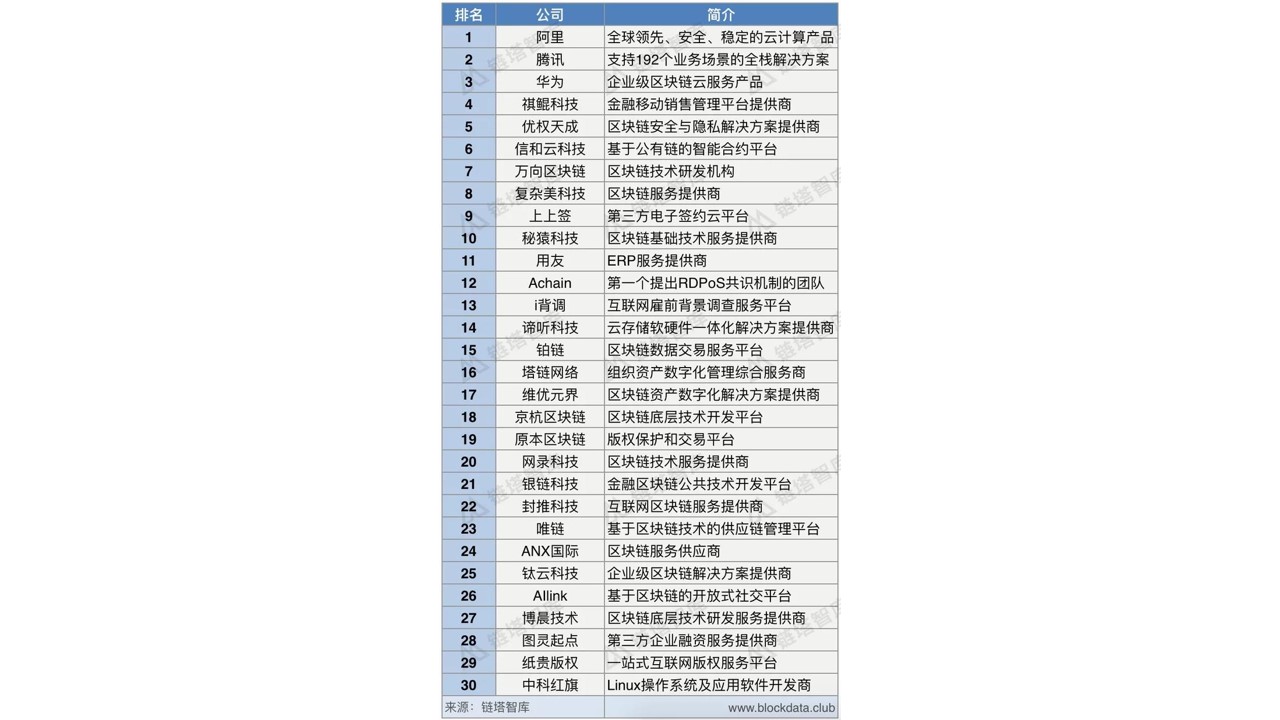 排名 公司 简介
1 阿里 全球领先、安全、稳定的云计算产品
2 腾讯 支持192个业务场景的全栈解决方案
3 华为 企业级区块链云服务产品
4 祺鲲科技 金融移动销售管理平台提供商
5 优权天成 区块链安全与隐私解决方案提供商
6 信和云科技 基于公有链的智能合约平台
7 万向区块链 区块链技术研发机构
8 复杂美科技 区块链服务提供商
9 上上签 第三方电子签约云平台
10 秘猿科技 区块链基础技术服务提供商
11 用友 ERP服务提供商
12 Achain 第一个提出RDPoS共识机制的团队
13 i背调 互联网雇前背景调查服务平台
14 谛听科技 云存储软硬件一体化解决方案提供商
15 铂链 区块链数据交易服务平台
16 塔链网络 组织资产数字化管理综合服务商
17 维优元界 区块链资产数字化解决方案提供商
18 京杭区块链 区块链底层技术开发平台
19 原本区块链 版权保护和交易平台
20 网录科技 区块链技术服务提供商
21 银链科技 金融区块链公共技术开发平台
22 封推科技 互联网区块链服务提供商
23 唯链 基于区块链技术的供应链管理平台
24 ANX国际 区块链服务供应商
25 钛云科技 企业级区块链解决方案提供商
26 AIlink 基于区块链的开放式社交平台
27 博晨技术 区块链底层技术研发服务提供商
28 图灵起点 第三方企业融资服务提供商
29 纸贵版权 一站式互联网版权服务平台
30 中科红旗 Linux操作系统及应用软件开发商
来源：链塔智库 www.blockdata.club